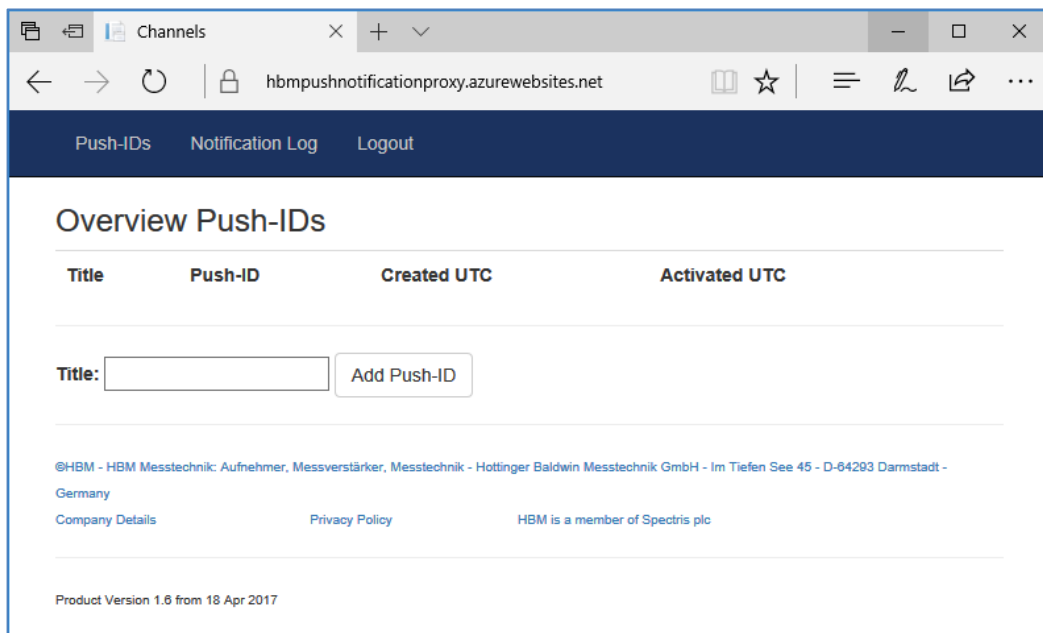 Channels
hbmpushnotificationproxy.azurewebsites.net
Push-IDs Notification Log Logout
Overview Push-IDs
Title Push-ID Created UTC Activated UTC
Title: Add Push-ID
©HBM - HBM Messtechnik: Aufnehmer, Messverstärker, Messtechnik - Hottinger Baldwin Messtechnik GmbH - Im Tiefen See 45 - D-64293 Darmstadt -
Germany
Company Details Privacy Policy HBM is a member of Spectris plc
Product Version 1.6 from 18 Apr 2017